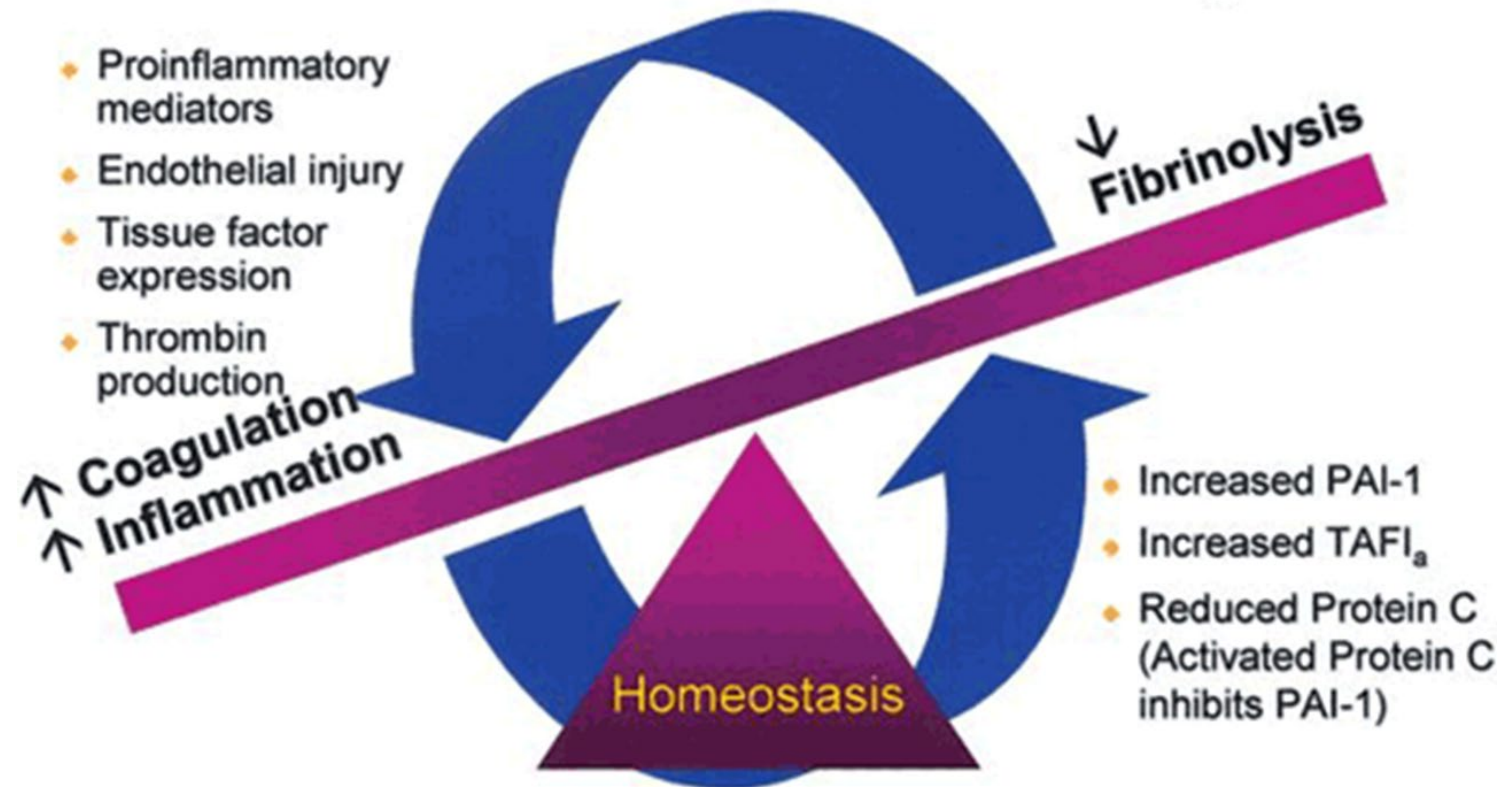 Proinflammatory
mediators
Endothelial injury
Tissue factor
expression
Thrombin
production
↑ Coagulation
↑ Inflammation
↓
Fibrinolysis
Increased PAI-1
Increased TAFIa
Reduced Protein C
(Activated Protein C
inhibits PAI-1)
Homeostasis